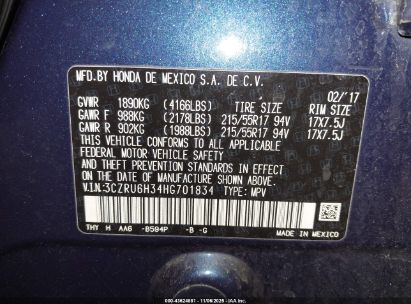 MFD.BY HONDA DE MEXICO S.A. DE C.V.
02/'17
GVWR 1890KG (4166LBS) TIRE SIZE RIM SIZE
GAWR F 988KG (2178LBS) 215/55R17 94V 17X7.5J
GAWR R 902KG (1988LBS) 215/55R17 94V 17X7.5J
THIS VEHICLE CONFORMS TO ALL APPLICABLE
FEDERAL MOTOR VEHICLE SAFETY AND THEFT
PREVENTION STANDARDS IN EFFECT ON THE DATE
OF MANUFACTURE SHOWN ABOVE.
V.I.N:3CZRU6H34HG701834 TYPE: MPV
THY H AA6 -B594P -B -G
MADE IN MEXICO